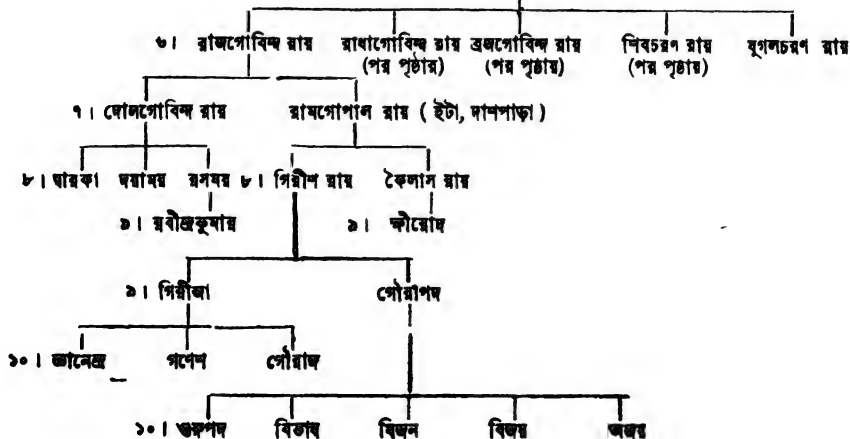 ৬। রাজগোবিন্দ রায় রাধাগোবিন্দ রায় ব্রজগোবিন্দ রায় শিবচরণ রায় যুগলচরণ রায়
(পর পৃষ্ঠায়) (পর পৃষ্ঠায়) (পর পৃষ্ঠায়)
৭। দোলগোবিন্দ রায় রামগোপাল রায় ( ইটা, দাশপাড়া )
৮। দ্বারকা দয়াময় রসময় ৮। গিরীশ রায় কৈলাস রায়
৯। রবীন্দ্রকুমার ৯। ক্ষীরোদ
৯। গিরীজা গৌরাপদ
১০। জ্ঞানেন্দ্র গণেশ গৌরাঙ্গ
১০। গুরুপদ বিজন বিজয় অজয়